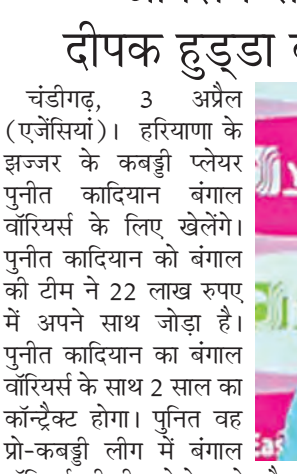 दीपक हुड्डा
चंडीगढ़, 3 अप्रैल
(एजेंसियां)। हरियाणा के
झज्जर के कबड्डी प्लेयर
पुनीत कादियान बंगाल
वॉरियर्स के लिए खेलेंगे।
पुनीत कादियान को बंगाल
की टीम ने 22 लाख रुपए
में अपने साथ जोड़ा है।
पुनीत कादियान का बंगाल
वॉरियर्स के साथ 2 साल का
कॉन्ट्रैक्ट होगा। पुनित वह
प्रो-कबड्डी लीग में बंगाल